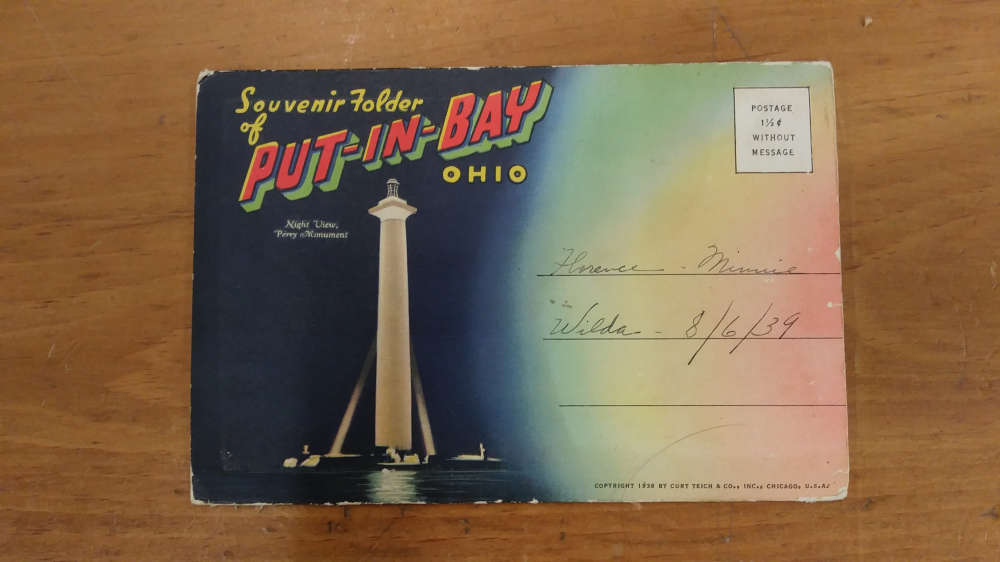 Souvenir Folder
of
PUT-IN-BAY
OHIO
Night View,
Perry Monument
POSTAGE
1½ ¢
WITHOUT
MESSAGE
Florence - Minnie
Wilda - 8/6/39
COPYRIGHT 1938 BY CURT TEICH & CO., INC., CHICAGO, U.S.A.